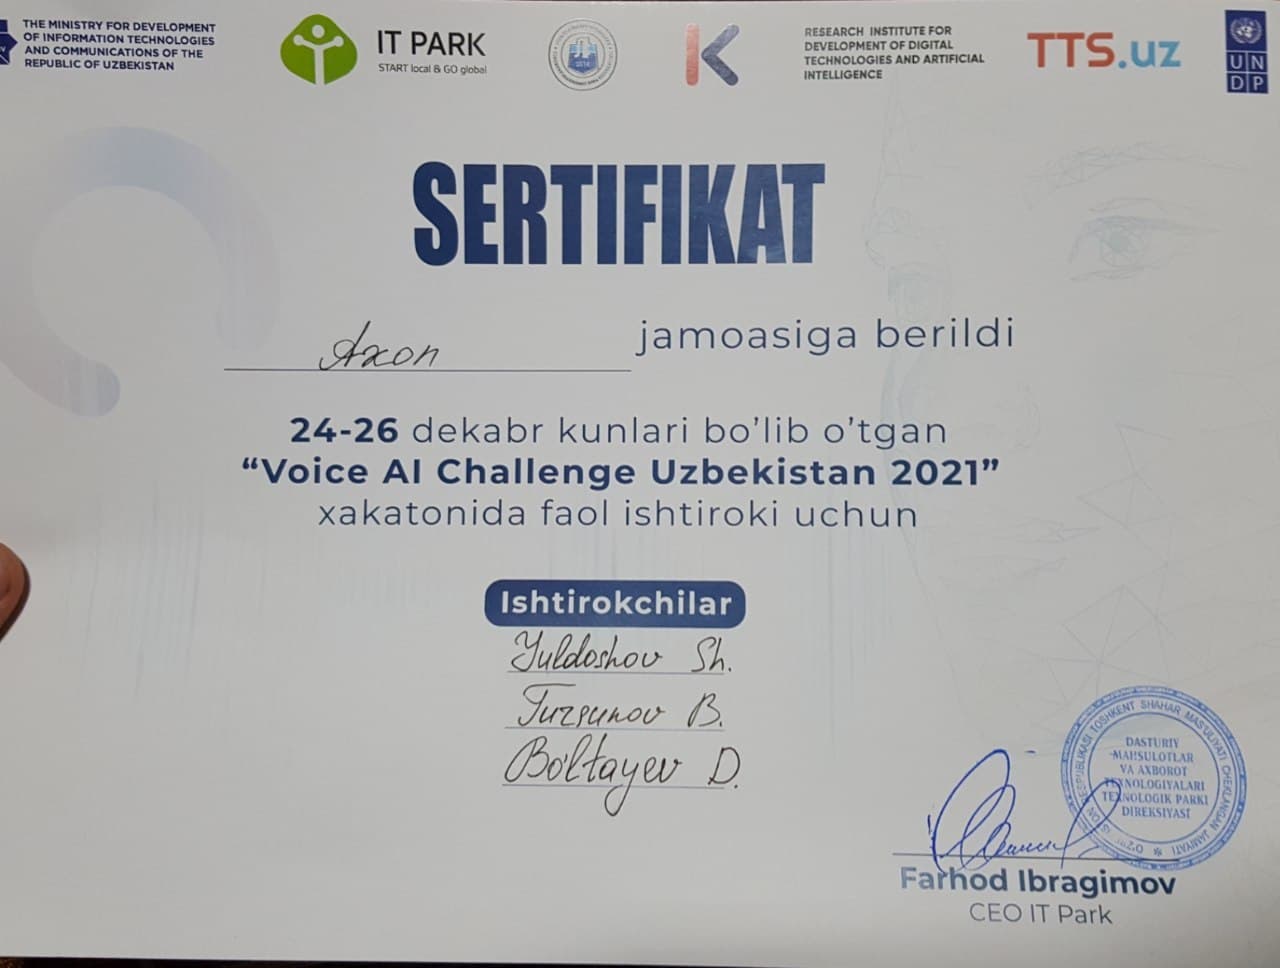 THE MINISTRY FOR DEVELOPMENT
OF INFORMATION TECHNOLOGIES
AND COMMUNICATIONS OF THE
REPUBLIC OF UZBEKISTAN
IT PARK
START local & GO global
RESEARCH INSTITUTE FOR
DEVELOPMENT OF DIGITAL
TECHNOLOGIES AND ARTIFICIAL
INTELLIGENCE
TTS.uz
UN
DP
SERTIFIKAT
Axon jamoasiga berildi
24-26 dekabr kunlari bo'lib o'tgan
“Voice AI Challenge Uzbekistan 2021”
xakatonida faol ishtiroki uchun
Ishtirokchilar
Yuldoshov Sh.
Tursunov B.
Boltayev D.
DASTURIY
MAHSULOTLAR
VA AXBOROT
TEXNOLOGIYALARI
TEXNOLOGIK PARKI
DIREKSIYASI
TOSHKENT SHAHAR MAS'ULIYATI CHEKLANGAN JAMIYATI
Farhod Ibragimov
CEO IT Park